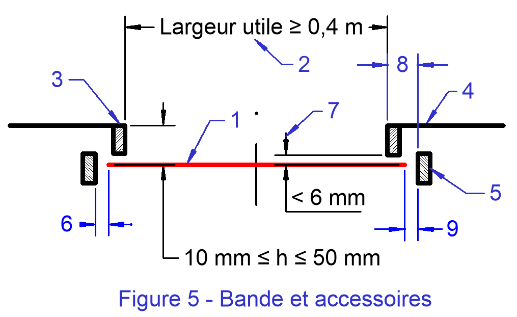 Largeur utile ≥ 0,4 m
2
8
3
4
7
1
5
< 6 mm
6
9
10 mm ≤ h ≤ 50 mm
Figure 5 - Bande et accessoires